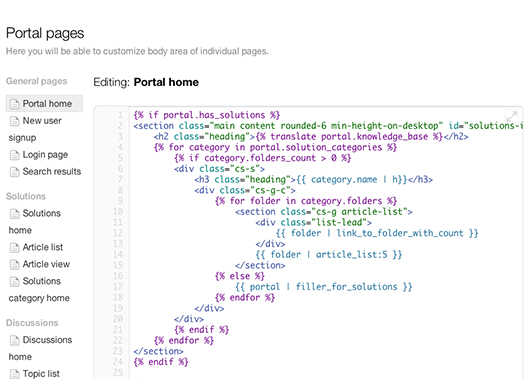 Portal pages
Here you will be able to customize body area of individual pages.
General pages
Portal home
New user
signup
Login page
Search results
Solutions
Solutions
home
Article list
Article view
Solutions
category home
Discussions
Discussions
home
Topic list
Editing: Portal home
1 {% if portal.has_solutions %}
2 <section class="main content rounded-6 min-height-on-desktop" id="solutions-i
3 <h2 class="heading">{% translate portal.knowledge_base %}</h2>
4 {% for category in portal.solution_categories %}
5 {% if category.folders_count > 0 %}
6 <div class="cs-s">
7 <h3 class="heading">{{ category.name | h}}</h3>
8 <div class="cs-g-c">
9 {% for folder in category.folders %}
10 <section class="cs-g article-list">
11 <div class="list-lead">
12 {{ folder | link_to_folder_with_count }}
13 </div>
14 {{ folder | article_list:5 }}
15 </section>
16 {% else %}
17 {{ portal | filler_for_solutions }}
18 {% endfor %}
19 </div>
20 </div>
21 {% endif %}
22 {% endfor %}
23 </section>
24 {% endif %}
25